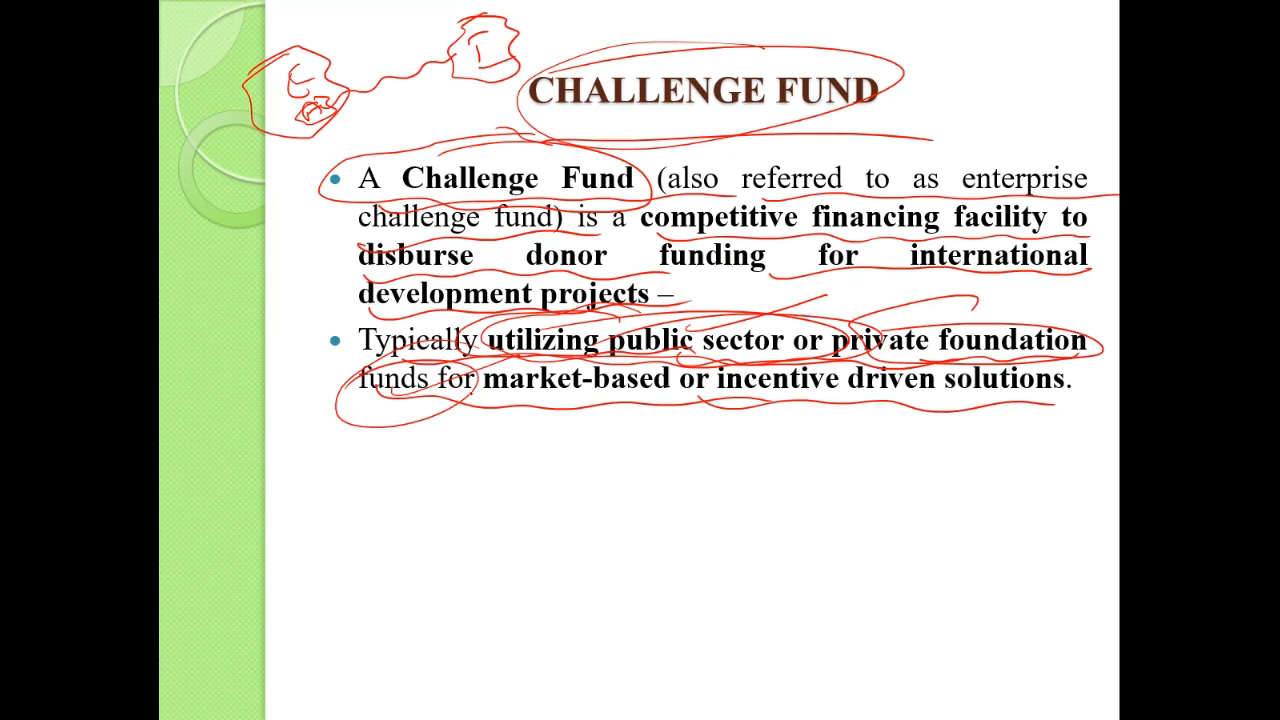 CHALLENGE FUND
A Challenge Fund (also referred to as enterprise
challenge fund) is a competitive financing facility to
disburse donor funding for international
development projects –
Typically utilizing public sector or private foundation
funds for market-based or incentive driven solutions.